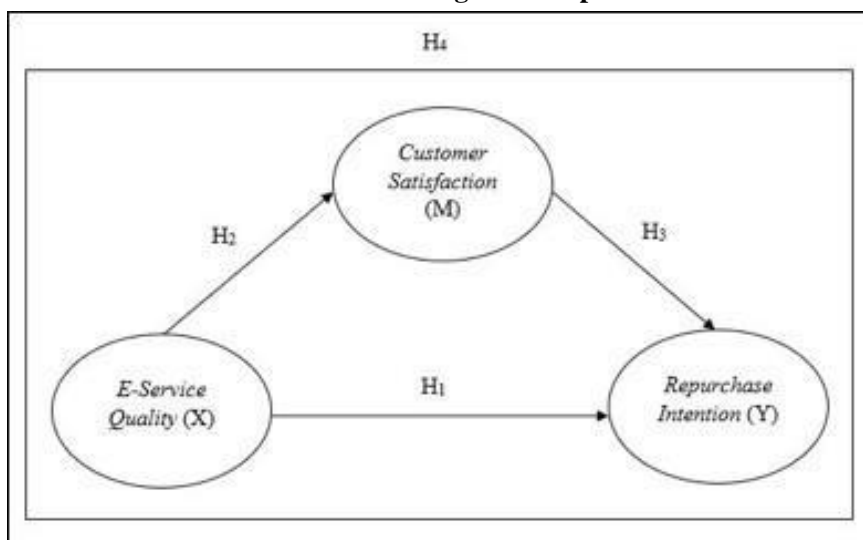 H₄
Customer
Satisfaction
(M)
H₂
H₃
E-Service
Quality (X)
H₁
Repurchase
Intention (Y)